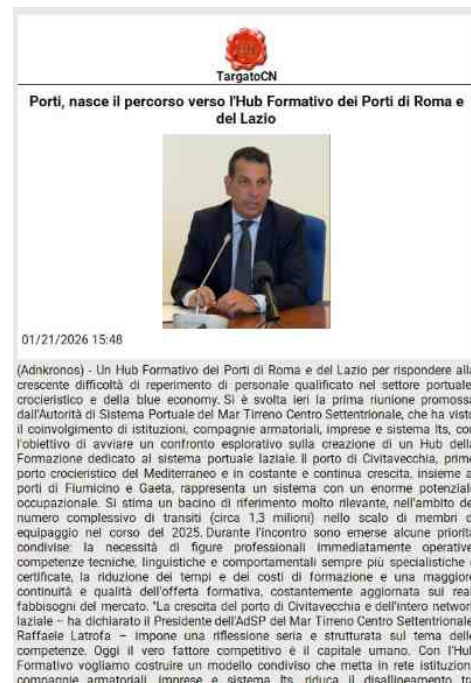 TargatoCN
Porti, nasce il percorso verso l'Hub Formativo dei Porti di Roma e
del Lazio
01/21/2026 15:48
(Adnkronos) - Un Hub Formativo dei Porti di Roma e del Lazio per rispondere alla
crescente difficoltà di reperimento di personale qualificato nel settore portuale,
crocieristico e della blue economy. Si è svolta ieri la prima riunione promossa
dall'Autorità di Sistema Portuale del Mar Tirreno Centro Settentrionale, che ha visto
il coinvolgimento di istituzioni, compagnie armatoriali, imprese e sistema Its, con
l'obiettivo di avviare un confronto esplorativo sulla creazione di un Hub della
Formazione dedicato al sistema portuale laziale. Il porto di Civitavecchia, primo
porto crocieristico del Mediterraneo e in costante e continua crescita, insieme ai
porti di Fiumicino e Gaeta, rappresenta un sistema con un enorme potenziale
occupazionale. Si stima un bacino di riferimento molto rilevante, nell'ambito del
numero complessivo di transiti (circa 1,3 milioni) nello scalo di membri di
equipaggio nel corso del 2025. Durante l'incontro sono emerse alcune priorità
condivise: la necessità di figure professionali immediatamente operative,
competenze tecniche, linguistiche e comportamentali sempre più specialistiche e
certificate, la riduzione dei tempi e dei costi di formazione e una maggiore
continuità e qualità dell'offerta formativa, costantemente aggiornata sui reali
fabbisogni del mercato. "La crescita del porto di Civitavecchia e dell'intero network
laziale – ha dichiarato il Presidente dell'AdSP del Mar Tirreno Centro Settentrionale,
Raffaele Latrofa – impone una riflessione seria e strutturata sul tema delle
competenze. Oggi il vero fattore competitivo è il capitale umano. Con l'Hub
Formativo vogliamo costruire un modello condiviso che metta in rete istituzioni,
compagnie armatoriali, imprese e sistema Its, riduca il disallineamento tra